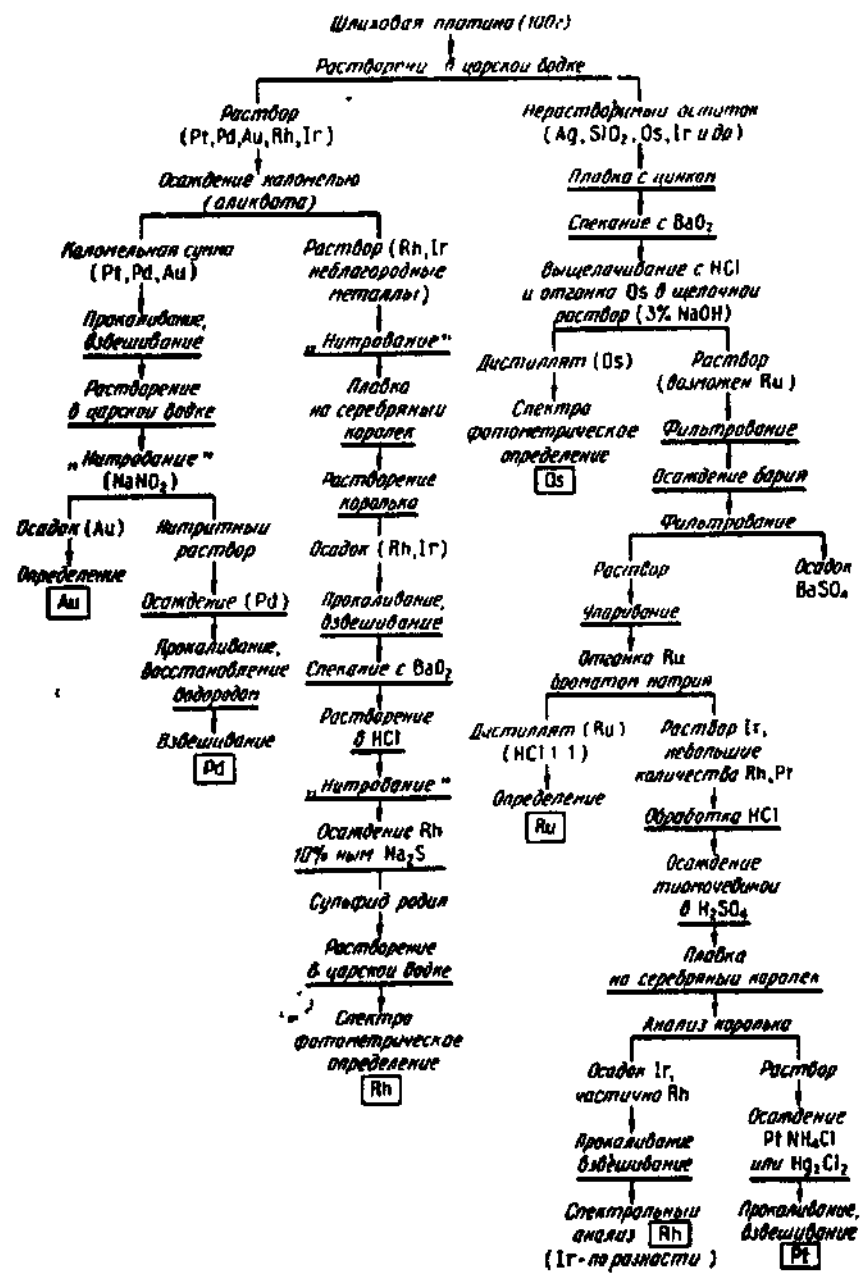 Шлиховая платина (100г)
Растворени в царской водке
Раствор
(Pt, Pd, Au, Rh, Ir)
Осаждение каломелью
(аликвота)
Каломельная сумма
(Pt, Pd, Au)
Прокаливание,
взвешивание
Растворение
в царской водке
„Нитрование"
(NaNO₂)
Осадок (Au)
Определение
Au
Нитритный
раствор
Осаждение (Pd)
Прокаливание,
восстановление
водородом
Взвешивание
Pd
Раствор (Rh, Ir
неблагородные
металлы)
„Нитрование"
Плавка
на серебряный
королек
Растворение
королька
Осадок (Rh, Ir)
Прокаливание,
взвешивание
Спекание с BaO₂
Растворение
в HCl
„Нитрование"
Осаждение Rh
10% ным Na₂S
Сульфид родия
Растворение
в царской водке
Спектро
фотометрическое
определение
Rh
Нерастворимый остаток
(Ag, SiO₂, Os, Ir и др)
Плавка с цинком
Спекание с BaO₂
Выщелачивание с HCl
и отгонка Os в щелочной
раствор (3% NaOH)
Дистиллят (Os)
Спектро
фотометрическое
определение
Os
Раствор
(возможен Ru)
Фильтрование
Осаждение бария
Фильтрование
Раствор
Осадок
BaSO₄
Упаривание
Отгонка Ru
броматом натрия
Дистиллят (Ru)
(HCl 1 1)
Определение
Ru
Раствор Ir,
небольшие
количества Rh, Pt
Обработка HCl
Осаждение
тиомочевиной
в H₂SO₄
Плавка
на серебряный королек
Анализ королька
Осадок Ir,
частично Rh
Прокаливание
взвешивание
Спектральный
анализ Rh
(Ir - по разности)
Раствор
Осаждение
Pt NH₄Cl
или Hg₂Cl₂
Прокаливание,
взвешивание
Pt